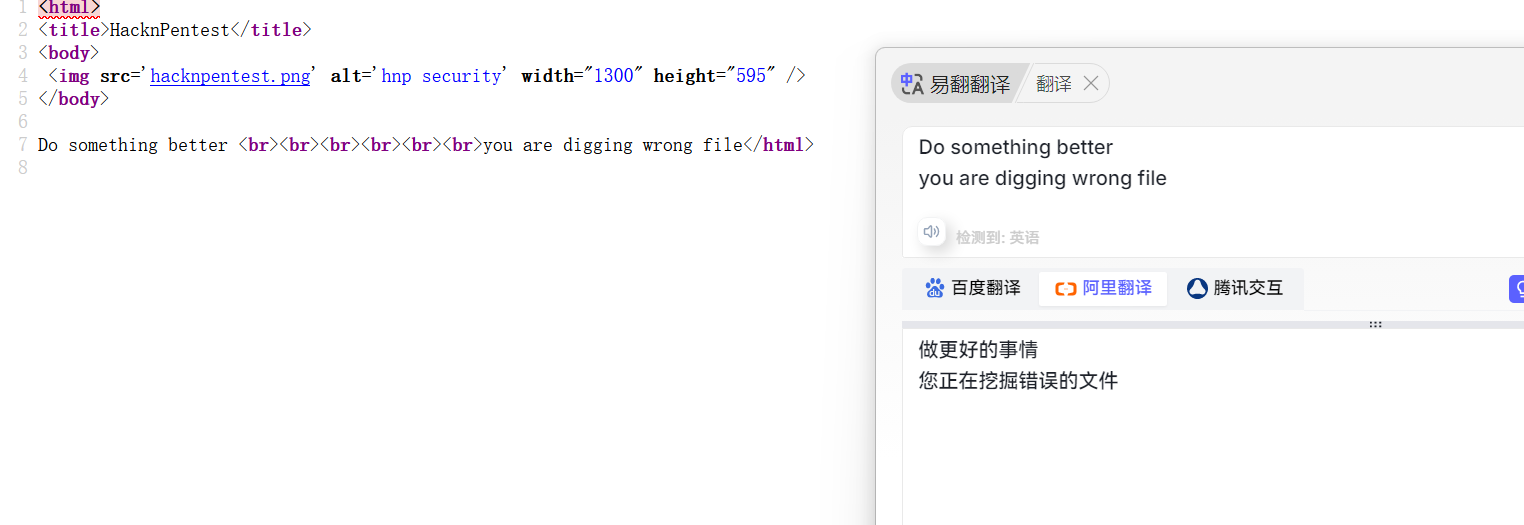 1 <html>
2 <title>HacknPentest</title>
3 <body>
4  <img src='hacknpentest.png' alt='hnp security' width="1300" height="595" />
5 </body>
6
7 Do something better <br><br><br><br><br><br>you are digging wrong file</html>
8
易翻翻译 翻译
Do something better
you are digging wrong file
检测到: 英语
百度翻译 阿里翻译 腾讯交互
做更好的事情
您正在挖掘错误的文件